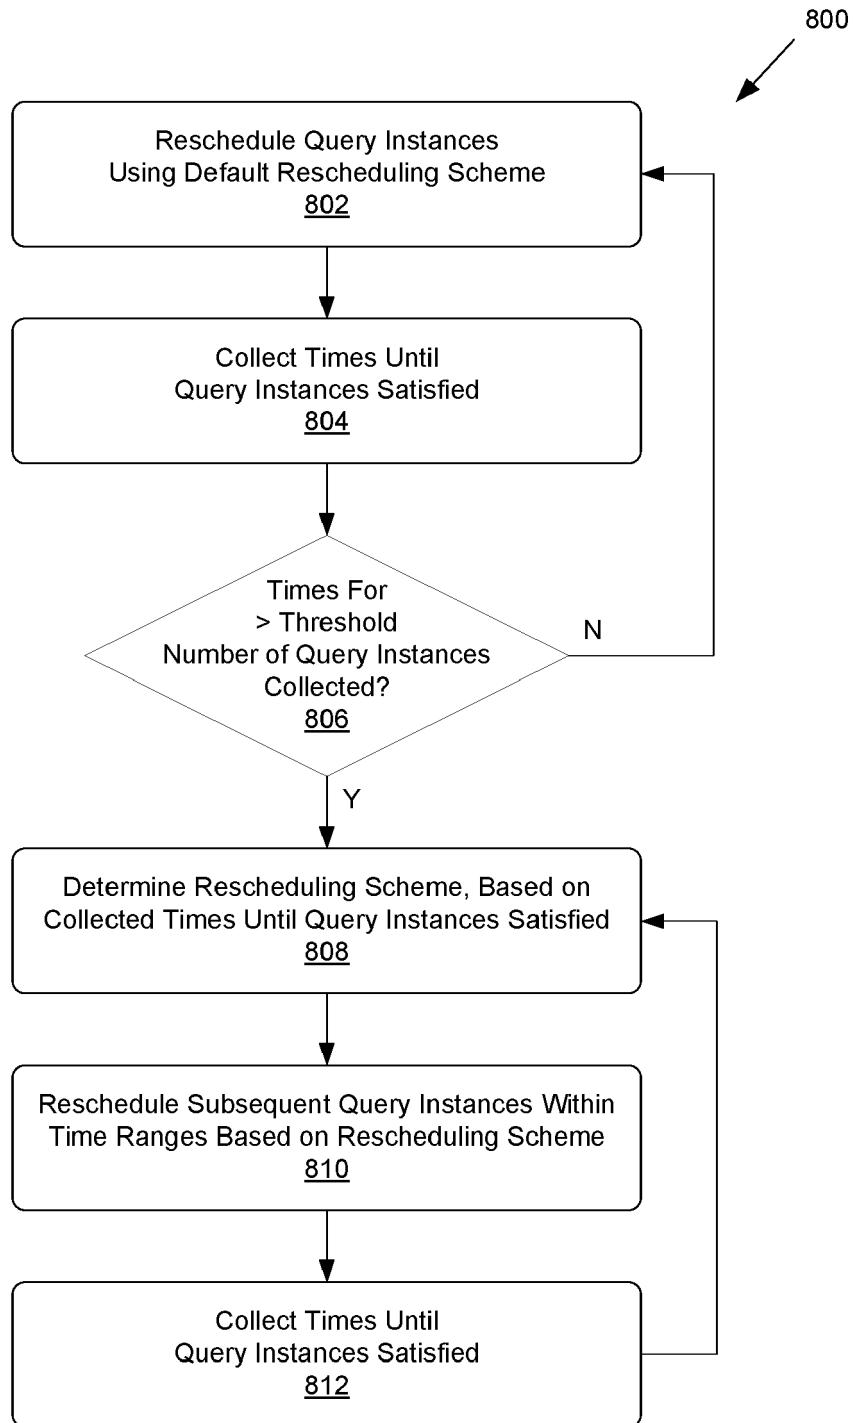 800
Reschedule Query Instances
Using Default Rescheduling Scheme
802
Collect Times Until
Query Instances Satisfied
804
Times For
> Threshold
Number of Query Instances
Collected?
806
N
Y
Determine Rescheduling Scheme, Based on
Collected Times Until Query Instances Satisfied
808
Reschedule Subsequent Query Instances Within
Time Ranges Based on Rescheduling Scheme
810
Collect Times Until
Query Instances Satisfied
812